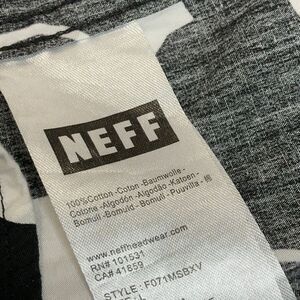 NEFF
100%Cotton -Coton -Baumwolle -
Cotone -Algodón -Algodão -Katoen -
Bomull -Bomuld -Bomull -Puuvilla -棉
www.neffheadwear.com
RN# 101531
CA# 41659
STYLE : F071MSBXV